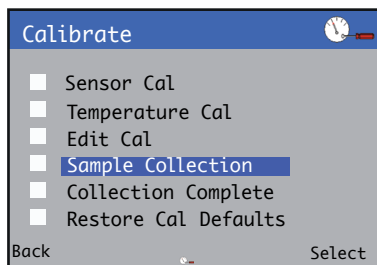 Calibrate
Sensor Cal
Temperature Cal
Edit Cal
Sample Collection
Collection Complete
Restore Cal Defaults
Back Select